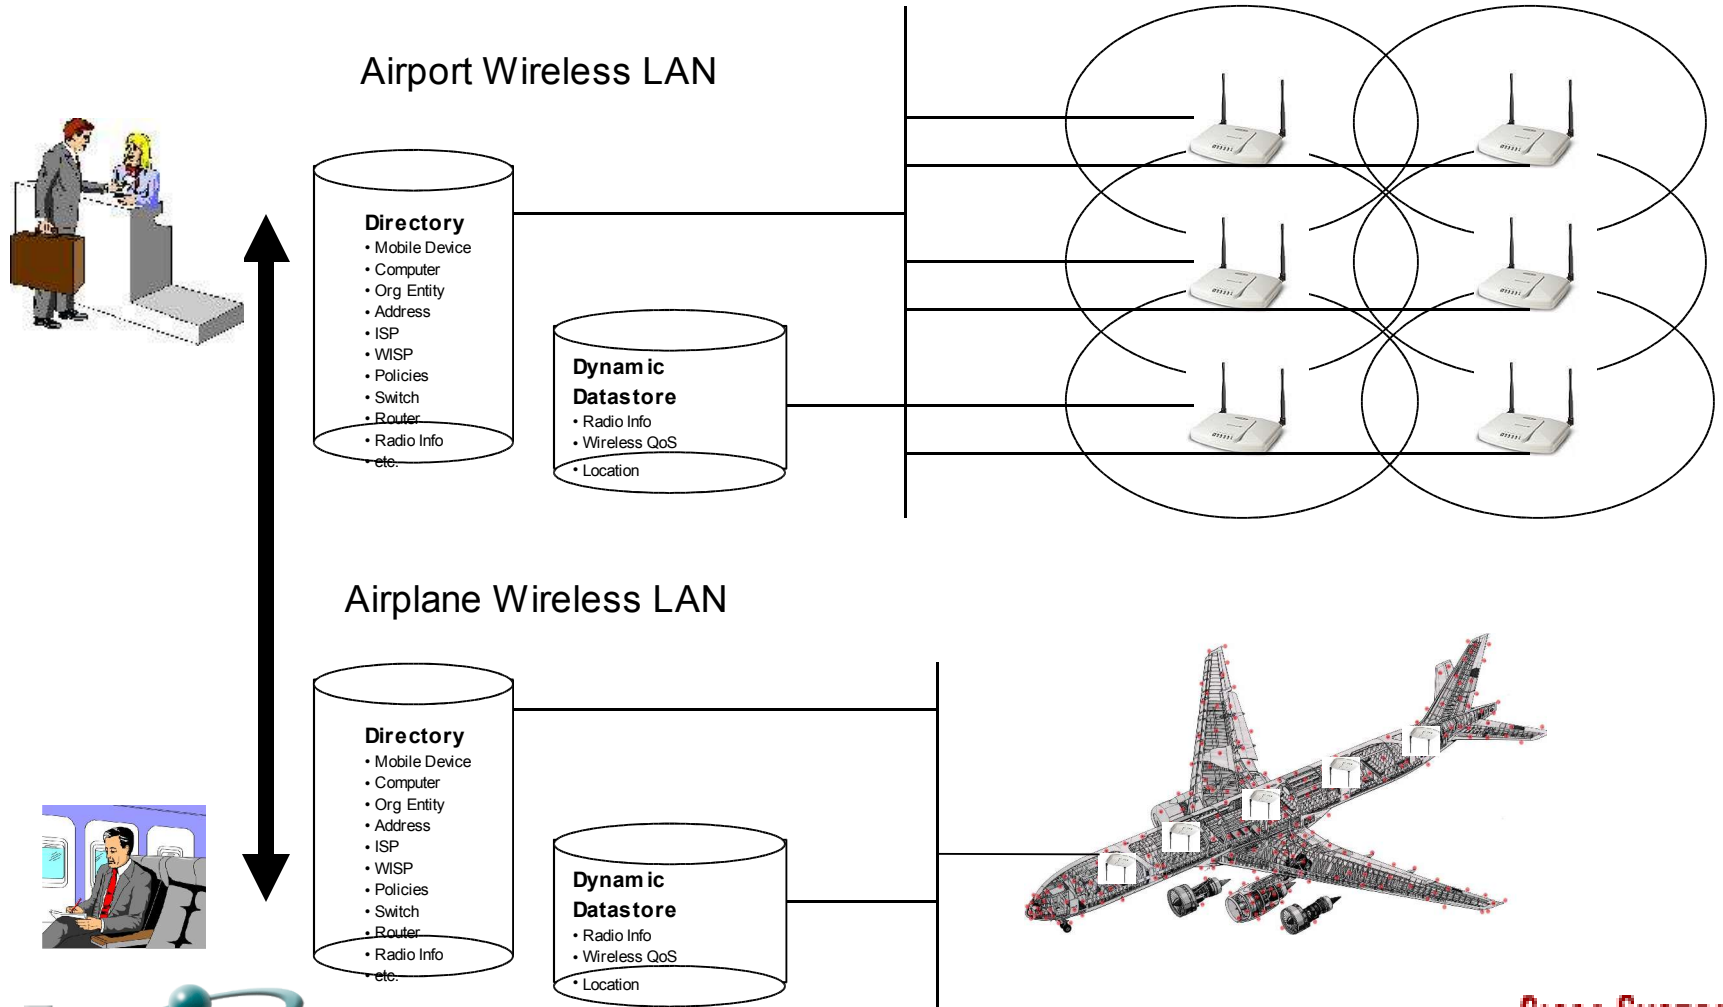 Airport Wireless LAN
Directory
• Mobile Device
• Computer
• Org Entity
• Address
• ISP
• WISP
• Policies
• Switch
• Router
• Radio Info
• etc.
Dynamic
Datastore
• Radio Info
• Wireless QoS
• Location
Airplane Wireless LAN
Directory
• Mobile Device
• Computer
• Org Entity
• Address
• ISP
• WISP
• Policies
• Switch
• Router
• Radio Info
• etc.
Dynamic
Datastore
• Radio Info
• Wireless QoS
• Location